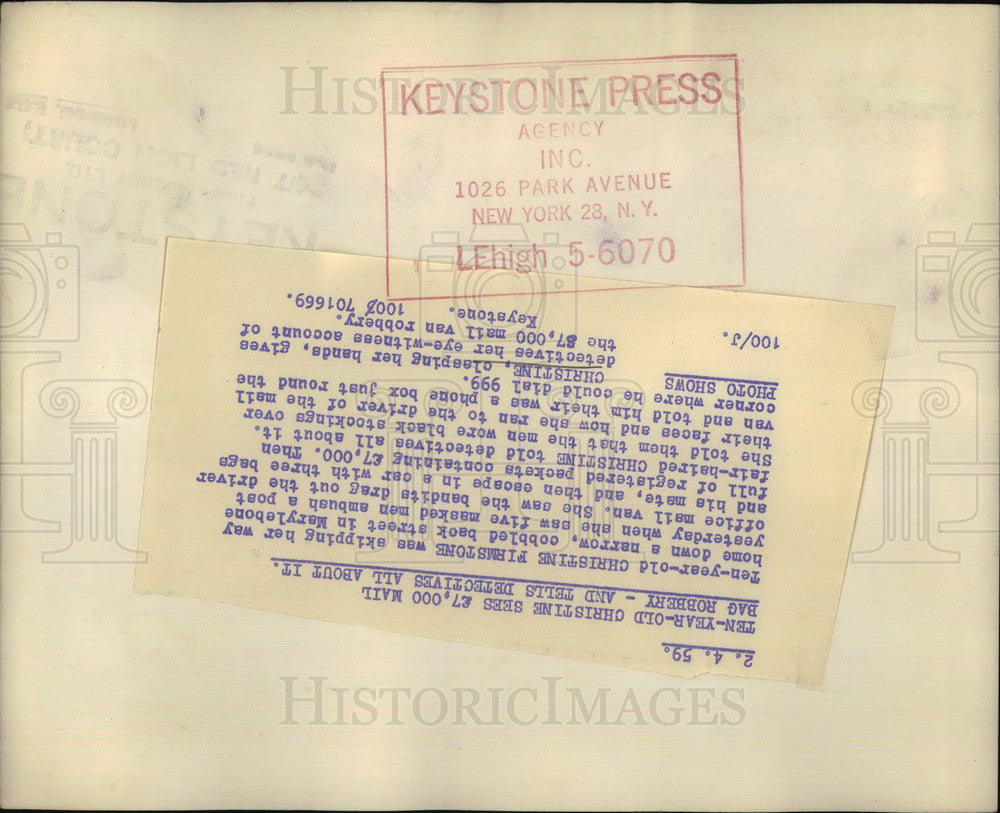 HISTORICIMAGES
KEYSTONE PRESS
AGENCY
INC.
1026 PARK AVENUE
NEW YORK 28, N. Y.
LEhigh 5-6070
2. 4. 59.
TEN-YEAR-OLD CHRISTINE SEES £7,000 MAIL
BAG ROBBERY - AND TELLS DETECTIVES ALL ABOUT IT.
Ten-year-old CHRISTINE FIRMSTONE was skipping her way
home down a narrow, cobbled back street in Marylebone
yesterday when she saw five masked men ambush a post
office mail van. She saw the bandits drag out the driver
and his mate, and then escape in a car with three bags
full of registered packets containing £7,000. Then
fair-haired CHRISTINE told detectives all about it.
She told them that the men wore black stockings over
their faces and how she ran to the driver of the mail
van and told him their was a phone box just round the
corner where he could dial 999.
PHOTO SHOWS CHRISTINE, clasping her hands, gives
detectives her eye-witness account of
the £7,000 mail van robbery.
100/J. Keystone. 100% 701669.
HISTORICIMAGES